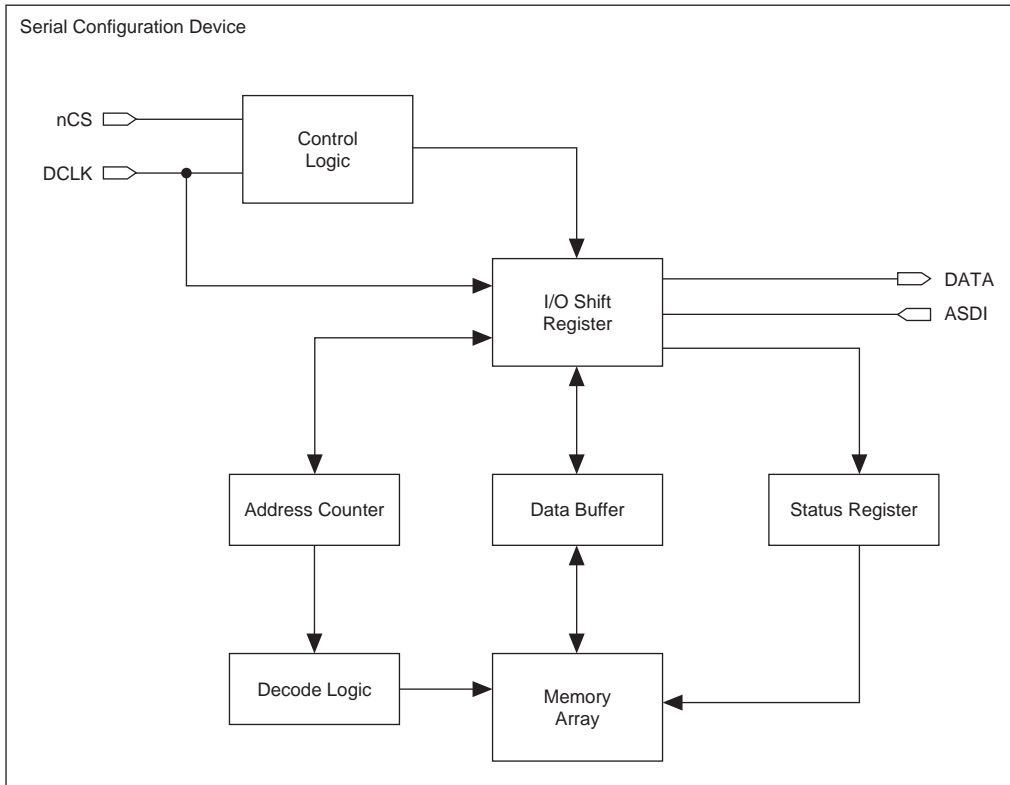 Serial Configuration Device
nCS
Control
Logic
DCLK
I/O Shift
Register
DATA
ASDI
Address Counter
Data Buffer
Status Register
Decode Logic
Memory
Array